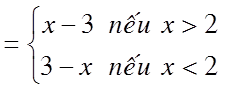 = { x − 3 nếu x > 2
3 − x nếu x < 2